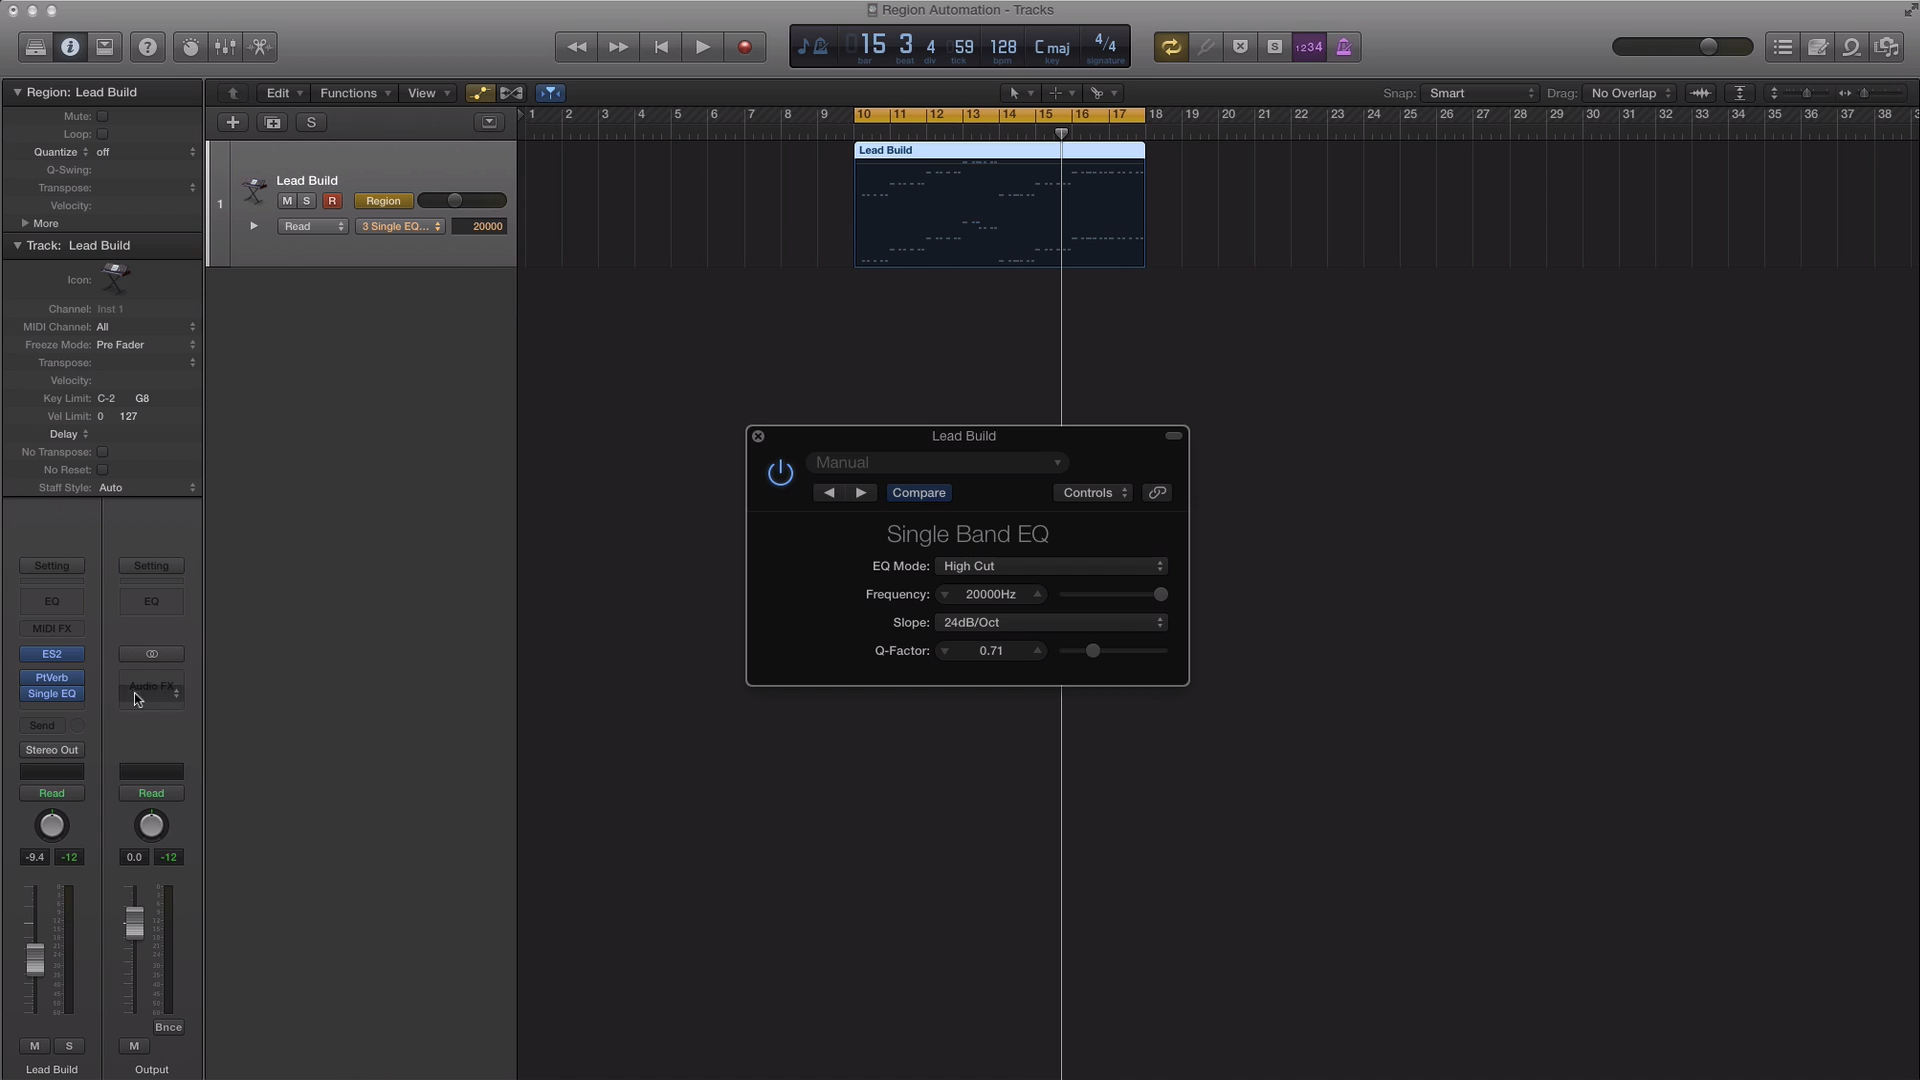 Region Automation - Tracks
15 3 4 59 128 C maj 4/4
bar beat div tick bpm key signature
S 1234
Region: Lead Build
Edit Functions View
Snap: Smart Drag: No Overlap
Mute:
Loop:
Quantize off
Q-Swing:
Transpose:
Velocity:
More
S
1 2 3 4 5 6 7 8 9 10 11 12 13 14 15 16 17 18 19 20 21 22 23 24 25 26 27 28 29 30 31 32 33 34 35 36 37 38
1
Lead Build
M S R Region
Read 3 Single EQ... 20000
Lead Build
Track: Lead Build
Icon:
Channel: Inst 1
MIDI Channel: All
Freeze Mode: Pre Fader
Transpose:
Velocity:
Key Limit: C-2 G8
Vel Limit: 0 127
Delay
No Transpose:
No Reset:
Staff Style: Auto
Lead Build
Manual
Compare Controls
Single Band EQ
EQ Mode: High Cut
Frequency: 20000Hz
Slope: 24dB/Oct
Q-Factor: 0.71
Setting Setting
EQ EQ
MIDI FX
ES2
PtVerb
Audio FX
Single EQ
Send
Stereo Out
Read Read
-9.4 -12 0.0 -12
Bnce
M S M
Lead Build Output